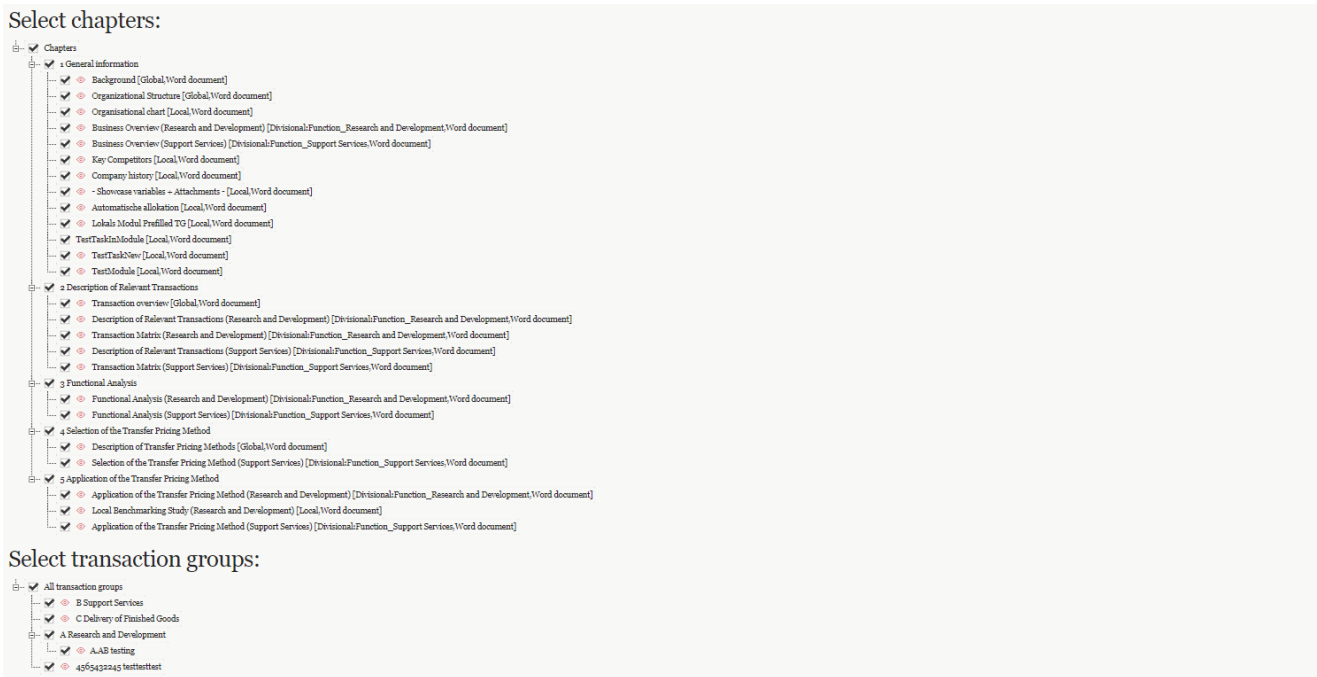 Select chapters:
Chapters
1 General information
Background [Global,Word document]
Organizational Structure [Global,Word document]
Organisational chart [Local,Word document]
Business Overview (Research and Development) [Divisional:Function_Research and Development,Word document]
Business Overview (Support Services) [Divisional:Function_Support Services,Word document]
Key Competitors [Local,Word document]
Company history [Local,Word document]
- Showcase variables + Attachments - [Local,Word document]
Automatische allokation [Local,Word document]
Lokals Modul Prefilled TG [Local,Word document]
TestTaskInModule [Local,Word document]
TestTaskNew [Local,Word document]
TestModule [Local,Word document]
2 Description of Relevant Transactions
Transaction overview [Global,Word document]
Description of Relevant Transactions (Research and Development) [Divisional:Function_Research and Development,Word document]
Transaction Matrix (Research and Development) [Divisional:Function_Research and Development,Word document]
Description of Relevant Transactions (Support Services) [Divisional:Function_Support Services,Word document]
Transaction Matrix (Support Services) [Divisional:Function_Support Services,Word document]
3 Functional Analysis
Functional Analysis (Research and Development) [Divisional:Function_Research and Development,Word document]
Functional Analysis (Support Services) [Divisional:Function_Support Services,Word document]
4 Selection of the Transfer Pricing Method
Description of Transfer Pricing Methods [Global,Word document]
Selection of the Transfer Pricing Method (Support Services) [Divisional:Function_Support Services,Word document]
5 Application of the Transfer Pricing Method
Application of the Transfer Pricing Method (Research and Development) [Divisional:Function_Research and Development,Word document]
Local Benchmarking Study (Research and Development) [Local,Word document]
Application of the Transfer Pricing Method (Support Services) [Divisional:Function_Support Services,Word document]
Select transaction groups:
All transaction groups
B Support Services
C Delivery of Finished Goods
A Research and Development
A.AB testing
4565432245 testtesttest